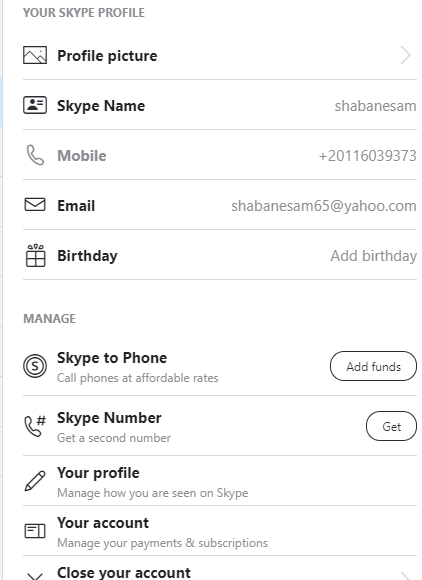 YOUR SKYPE PROFILE
Profile picture
Skype Name shabanesam
Mobile +20116039373
Email shabanesam65@yahoo.com
Birthday Add birthday
MANAGE
Skype to Phone
Call phones at affordable rates
Add funds
Skype Number
Get a second number
Get
Your profile
Manage how you are seen on Skype
Your account
Manage your payments & subscriptions
Close your account